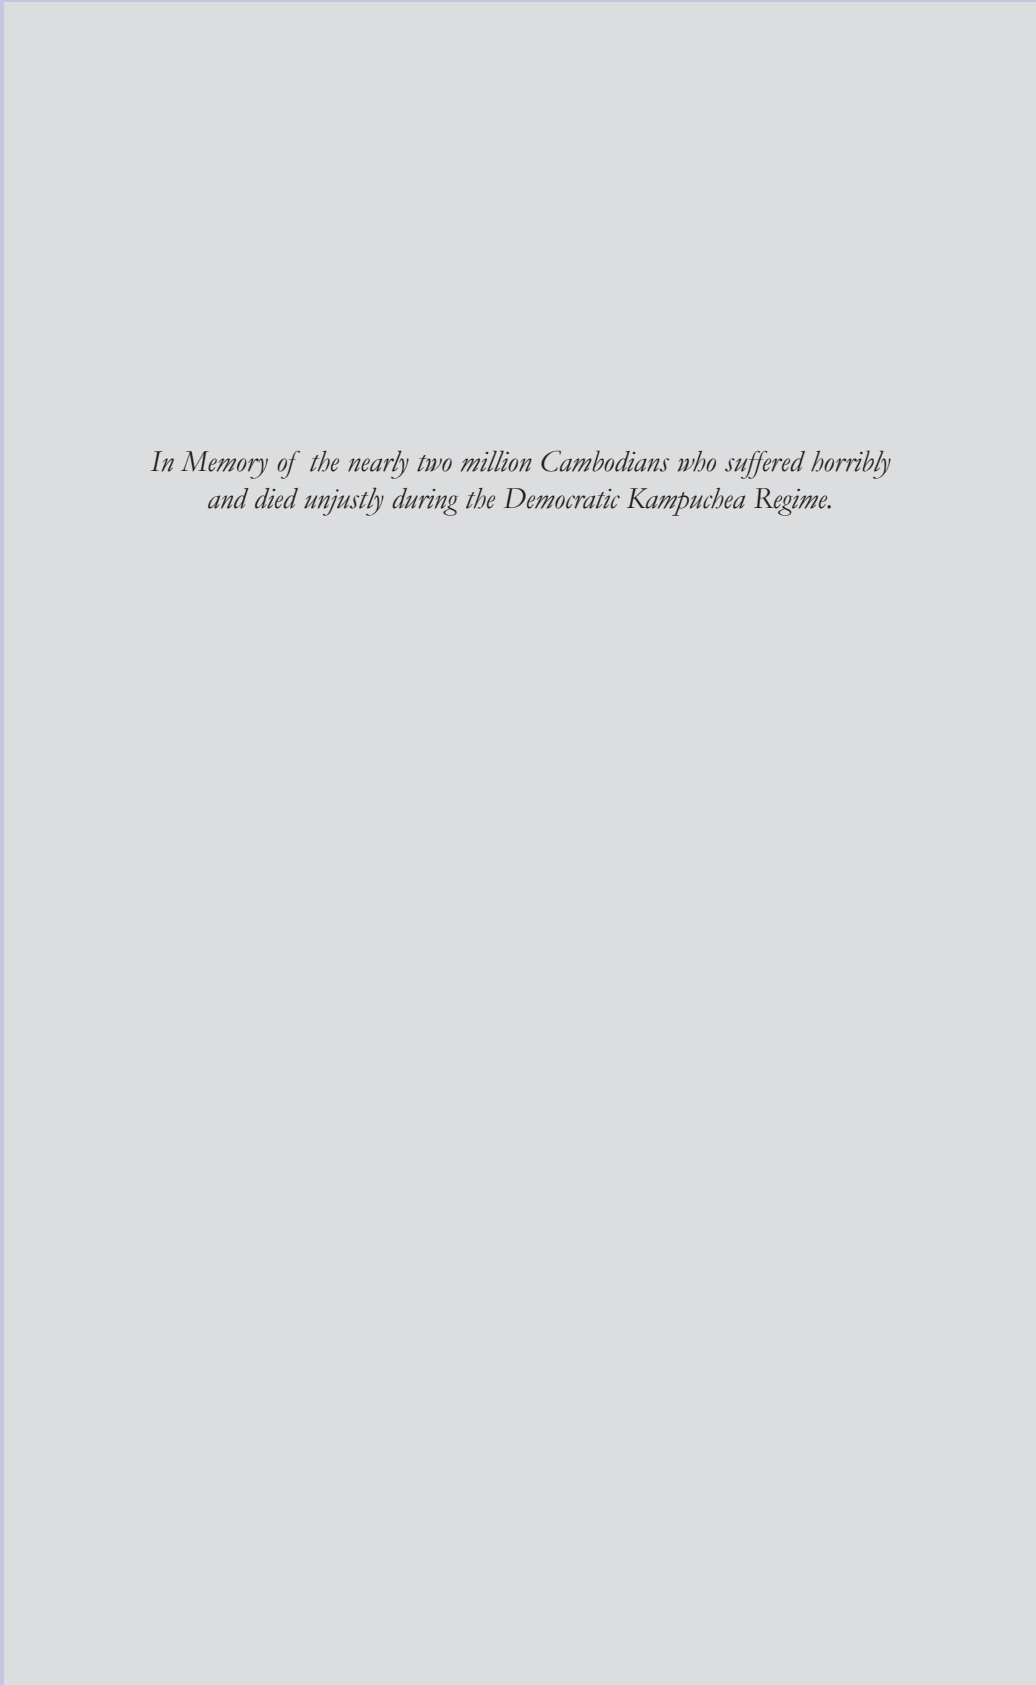 In Memory of the nearly two million Cambodians who suffered horribly
and died unjustly during the Democratic Kampuchea Regime.